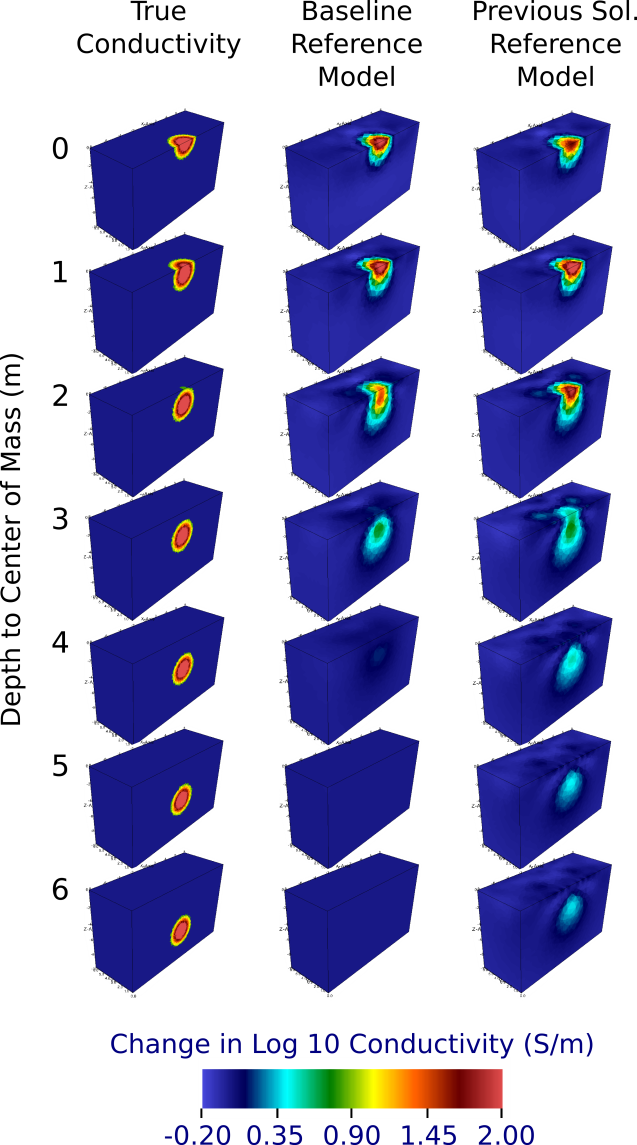 True
Conductivity
Baseline
Reference
Model
Previous Sol.
Reference
Model
Depth to Center of Mass (m)
0
1
2
3
4
5
6
Change in Log 10 Conductivity (S/m)
-0.20 0.35 0.90 1.45 2.00